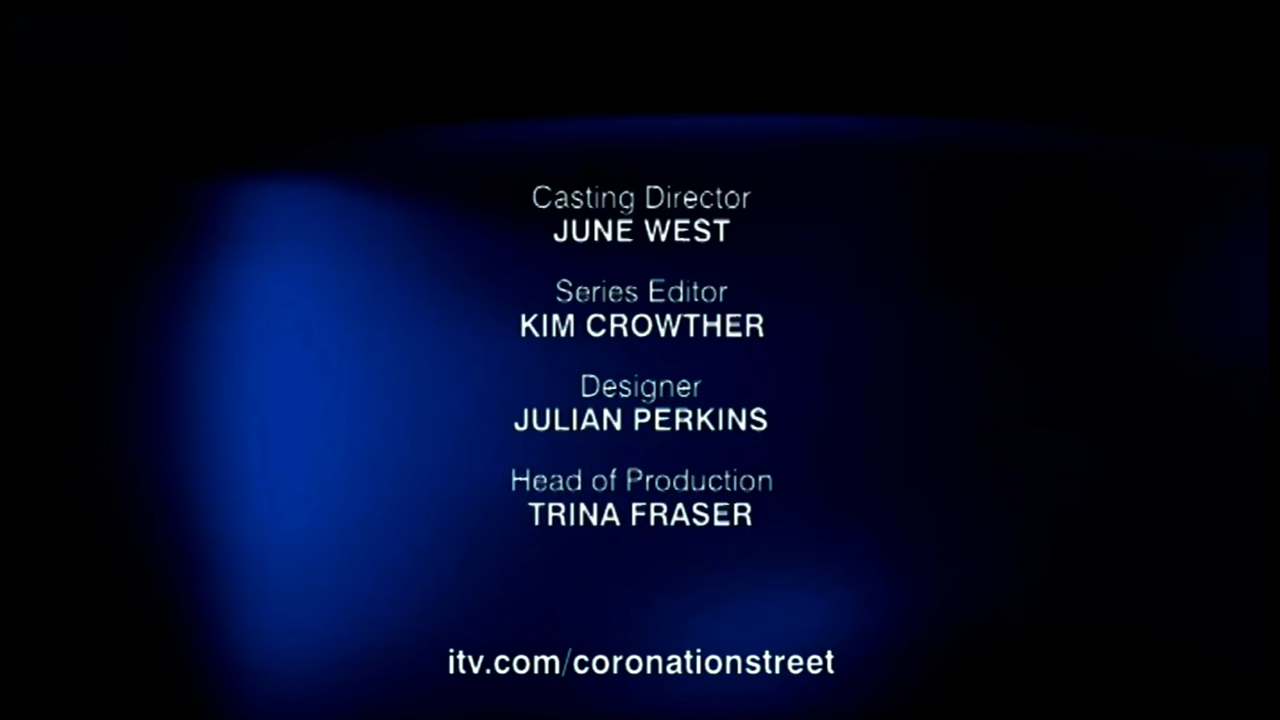 Casting Director
JUNE WEST
Series Editor
KIM CROWTHER
Designer
JULIAN PERKINS
Head of Production
TRINA FRASER
itv.com/coronationstreet